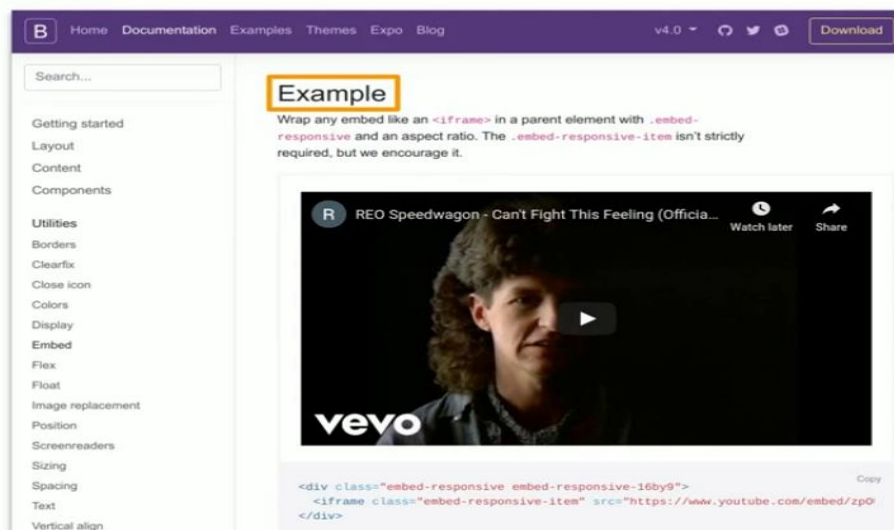 B Home Documentation Examples Themes Expo Blog v4.0 Download
Search...
Getting started
Layout
Content
Components
Utilities
Borders
Clearfix
Close icon
Colors
Display
Embed
Flex
Float
Image replacement
Position
Screenreaders
Sizing
Spacing
Text
Vertical align
Example
Wrap any embed like an <iframe> in a parent element with .embed-
responsive and an aspect ratio. The .embed-responsive-item isn't strictly
required, but we encourage it.
R REO Speedwagon - Can't Fight This Feeling (Officia...
Watch later Share
vevo
Copy
<div class="embed-responsive embed-responsive-16by9">
<iframe class="embed-responsive-item" src="https://www.youtube.com/embed/zp0
</div>